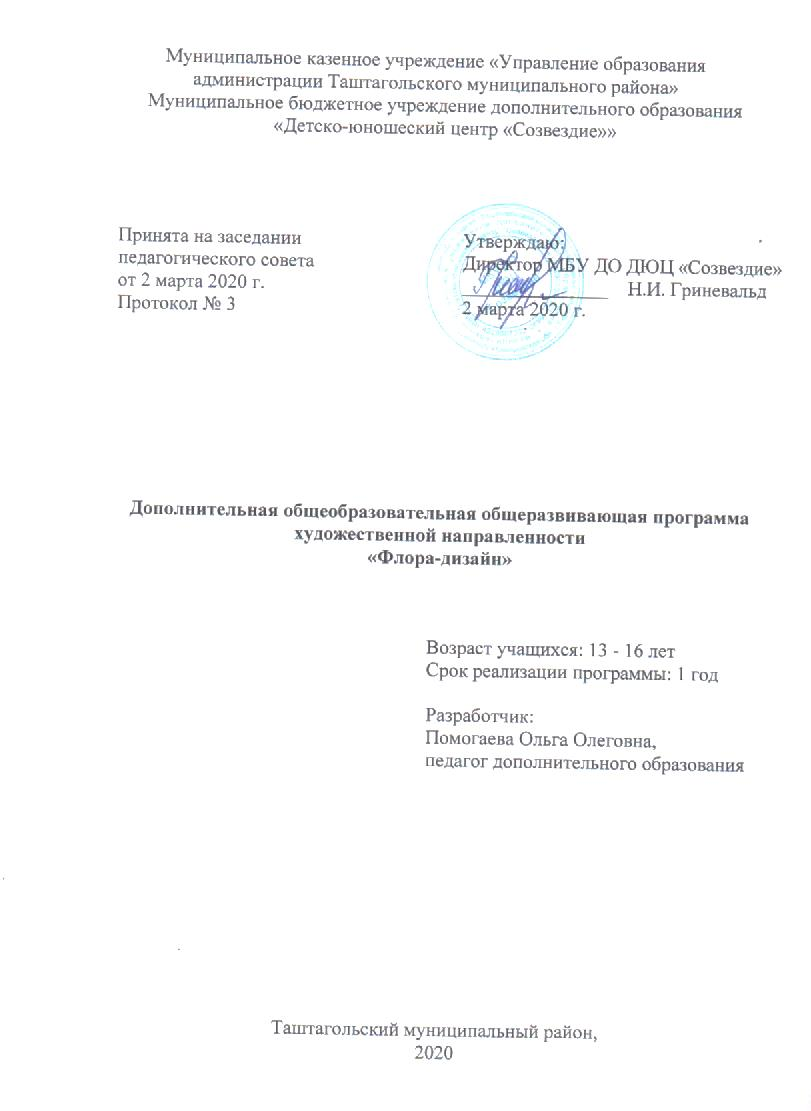 Муниципальное казенное учреждение «Управление образования
администрации Таштагольского муниципального района»
Муниципальное бюджетное учреждение дополнительного образования
«Детско-юношеский центр «Созвездие»»
Принята на заседании
педагогического совета
от 2 марта 2020 г.
Протокол № 3
Утверждаю:
Директор МБУ ДО ДЮЦ «Созвездие»
Н.И. Гриневальд
2 марта 2020 г.
Дополнительная общеобразовательная общеразвивающая программа
художественной направленности
«Флора-дизайн»
Возраст учащихся: 13 - 16 лет
Срок реализации программы: 1 год
Разработчик:
Помогаева Ольга Олеговна,
педагог дополнительного образования
Таштагольский муниципальный район,
2020